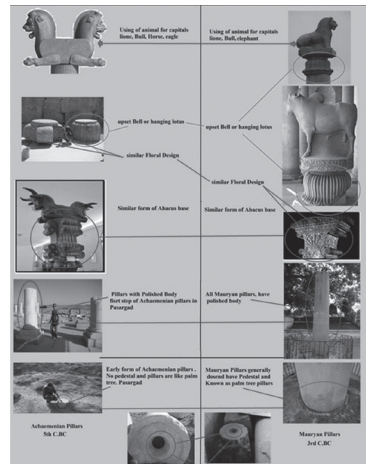 Using of animal for capitals
lione, Bull, Horse, eagle
Using of animal for capitals
lione, Bull, elephant
upset Bell or hanging lotus
upset Bell or hanging lotus
similar Floral Design
similar Floral Design
Similar form of Abacus base
Similar form of Abacus base
Pillars with Polished Body
fisrt step of Achaemenian pillars in
Pasargad
All Mauryan pillars, have
polished body
Early form of Achaemenian pillars ,
No pedestal and pillars are like palm
tree. Pasargad
Mauryan Pillars generally
dosend have Pedestal and
Known as palm tree pillars
Achaemenian Pillars
5th C.BC
Mauryan Pillars
3rd C.BC